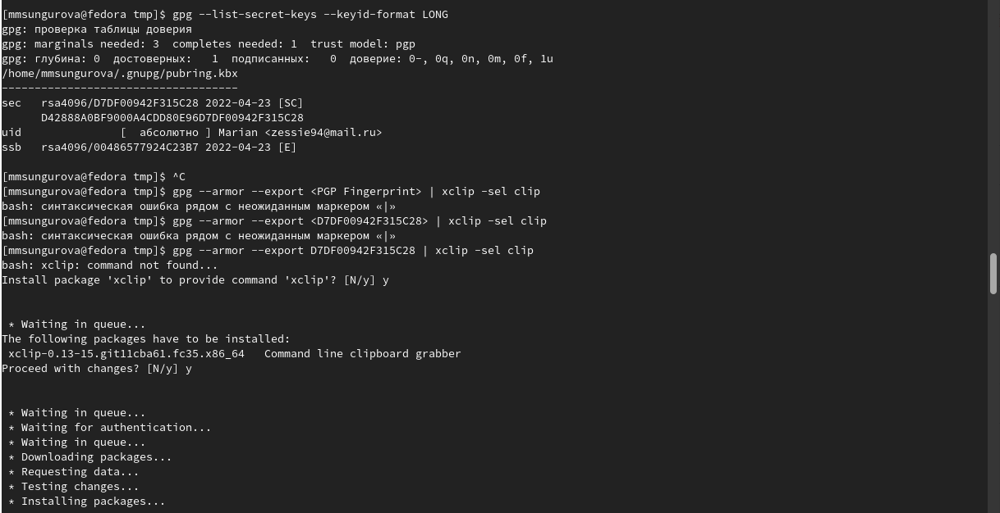 [mmsungurova@fedora tmp]$ gpg --list-secret-keys --keyid-format LONG
gpg: проверка таблицы доверия
gpg: marginals needed: 3  completes needed: 1  trust model: pgp
gpg: глубина: 0  достоверных:   1  подписанных:   0  доверие: 0-, 0q, 0n, 0m, 0f, 1u
/home/mmsungurova/.gnupg/pubring.kbx
------------------------------------
sec   rsa4096/D7DF00942F315C28 2022-04-23 [SC]
      D42888A0BF9000A4CDD80E96D7DF00942F315C28
uid               [  абсолютно ] Marian <zessie94@mail.ru>
ssb   rsa4096/00486577924C23B7 2022-04-23 [E]

[mmsungurova@fedora tmp]$ ^C
[mmsungurova@fedora tmp]$ gpg --armor --export <PGP Fingerprint> | xclip -sel clip
bash: синтаксическая ошибка рядом с неожиданным маркером «|»
[mmsungurova@fedora tmp]$ gpg --armor --export <D7DF00942F315C28> | xclip -sel clip
bash: синтаксическая ошибка рядом с неожиданным маркером «|»
[mmsungurova@fedora tmp]$ gpg --armor --export D7DF00942F315C28 | xclip -sel clip
bash: xclip: command not found...
Install package 'xclip' to provide command 'xclip'? [N/y] y

 * Waiting in queue...
The following packages have to be installed:
 xclip-0.13-15.git11cba61.fc35.x86_64   Command line clipboard grabber
Proceed with changes? [N/y] y

 * Waiting in queue...
 * Waiting for authentication...
 * Waiting in queue...
 * Downloading packages...
 * Requesting data...
 * Testing changes...
 * Installing packages...